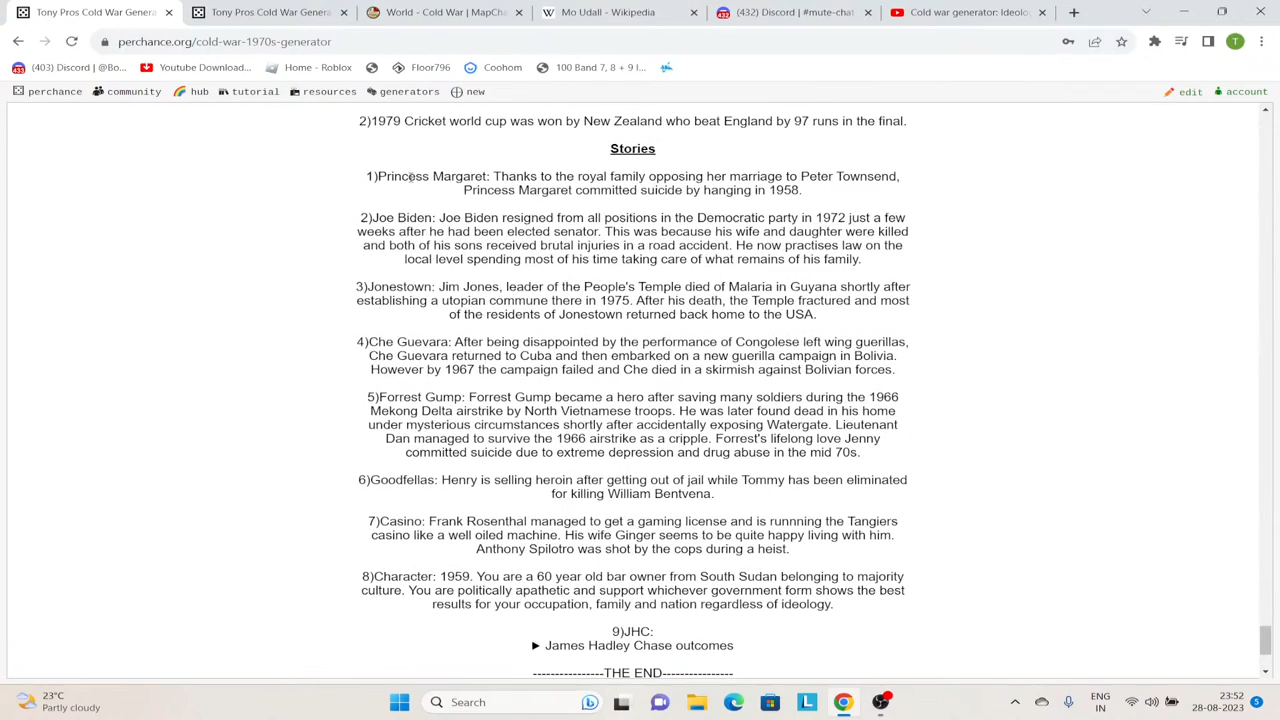 Tony Pros Cold War Gener
Tony Pros Cold War Genera
World - Cold War | MapCha
Mo Udall - Wikipedia
(432) Discord | #mute-chat
Cold war generator: Ideolog
perchance.org/cold-war-1970s-generator
T
(403) Discord | @Bo...
Youtube Download...
Home - Roblox
Floor796
Coohom
100 Band 7, 8 + 9 I...
perchance
community
hub
tutorial
resources
generators
new
edit
account
2)1979 Cricket world cup was won by New Zealand who beat England by 97 runs in the final.
Stories
1)Princess Margaret: Thanks to the royal family opposing her marriage to Peter Townsend,
Princess Margaret committed suicide by hanging in 1958.
2)Joe Biden: Joe Biden resigned from all positions in the Democratic party in 1972 just a few
weeks after he had been elected senator. This was because his wife and daughter were killed
and both of his sons received brutal injuries in a road accident. He now practises law on the
local level spending most of his time taking care of what remains of his family.
3)Jonestown: Jim Jones, leader of the People's Temple died of Malaria in Guyana shortly after
establishing a utopian commune there in 1975. After his death, the Temple fractured and most
of the residents of Jonestown returned back home to the USA.
4)Che Guevara: After being disappointed by the performance of Congolese left wing guerillas,
Che Guevara returned to Cuba and then embarked on a new guerilla campaign in Bolivia.
However by 1967 the campaign failed and Che died in a skirmish against Bolivian forces.
5)Forrest Gump: Forrest Gump became a hero after saving many soldiers during the 1966
Mekong Delta airstrike by North Vietnamese troops. He was later found dead in his home
under mysterious circumstances shortly after accidentally exposing Watergate. Lieutenant
Dan managed to survive the 1966 airstrike as a cripple. Forrest's lifelong love Jenny
committed suicide due to extreme depression and drug abuse in the mid 70s.
6)Goodfellas: Henry is selling heroin after getting out of jail while Tommy has been eliminated
for killing William Bentvena.
7)Casino: Frank Rosenthal managed to get a gaming license and is runnning the Tangiers
casino like a well oiled machine. His wife Ginger seems to be quite happy living with him.
Anthony Spilotro was shot by the cops during a heist.
8)Character: 1959. You are a 60 year old bar owner from South Sudan belonging to majority
culture. You are politically apathetic and support whichever government form shows the best
results for your occupation, family and nation regardless of ideology.
9)JHC:
► James Hadley Chase outcomes
----------------THE END----------------
23°C
Partly cloudy
Search
ENG
IN
23:52
28-08-2023
5